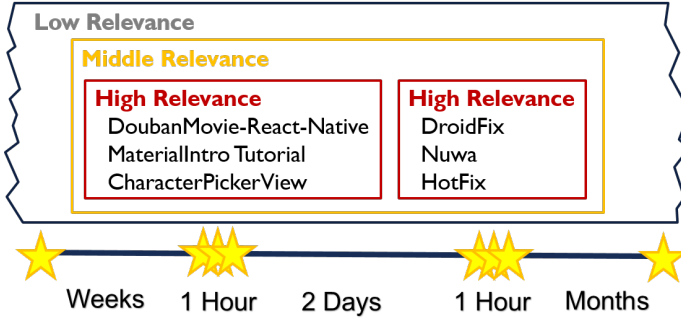 Low Relevance
Middle Relevance
High Relevance
DoubanMovie-React-Native
MaterialIntro Tutorial
CharacterPickerView
High Relevance
DroidFix
Nuwa
HotFix
Weeks 1 Hour 2 Days 1 Hour Months